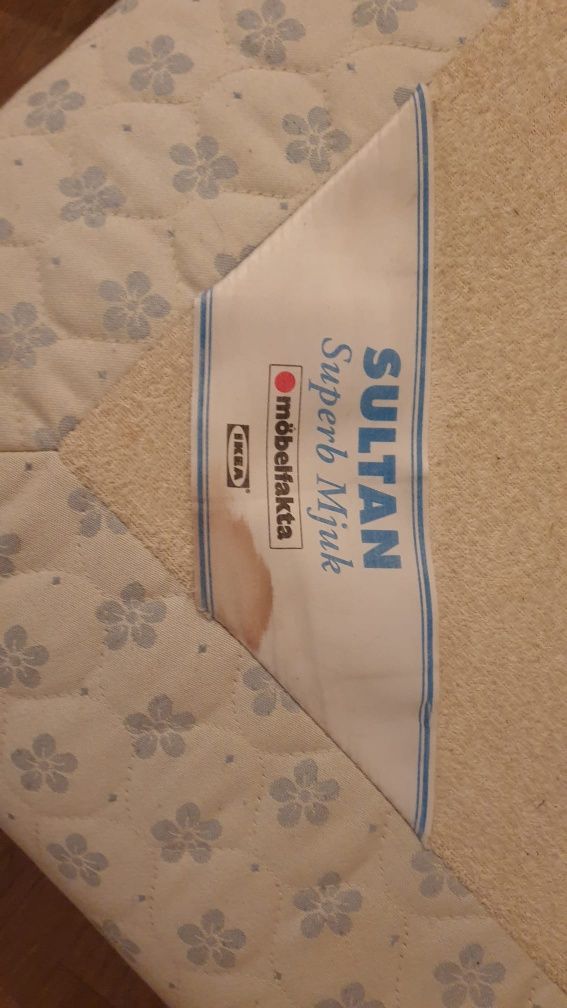 SULTAN
Superb Mjuk
möbelfakta
IKEA®